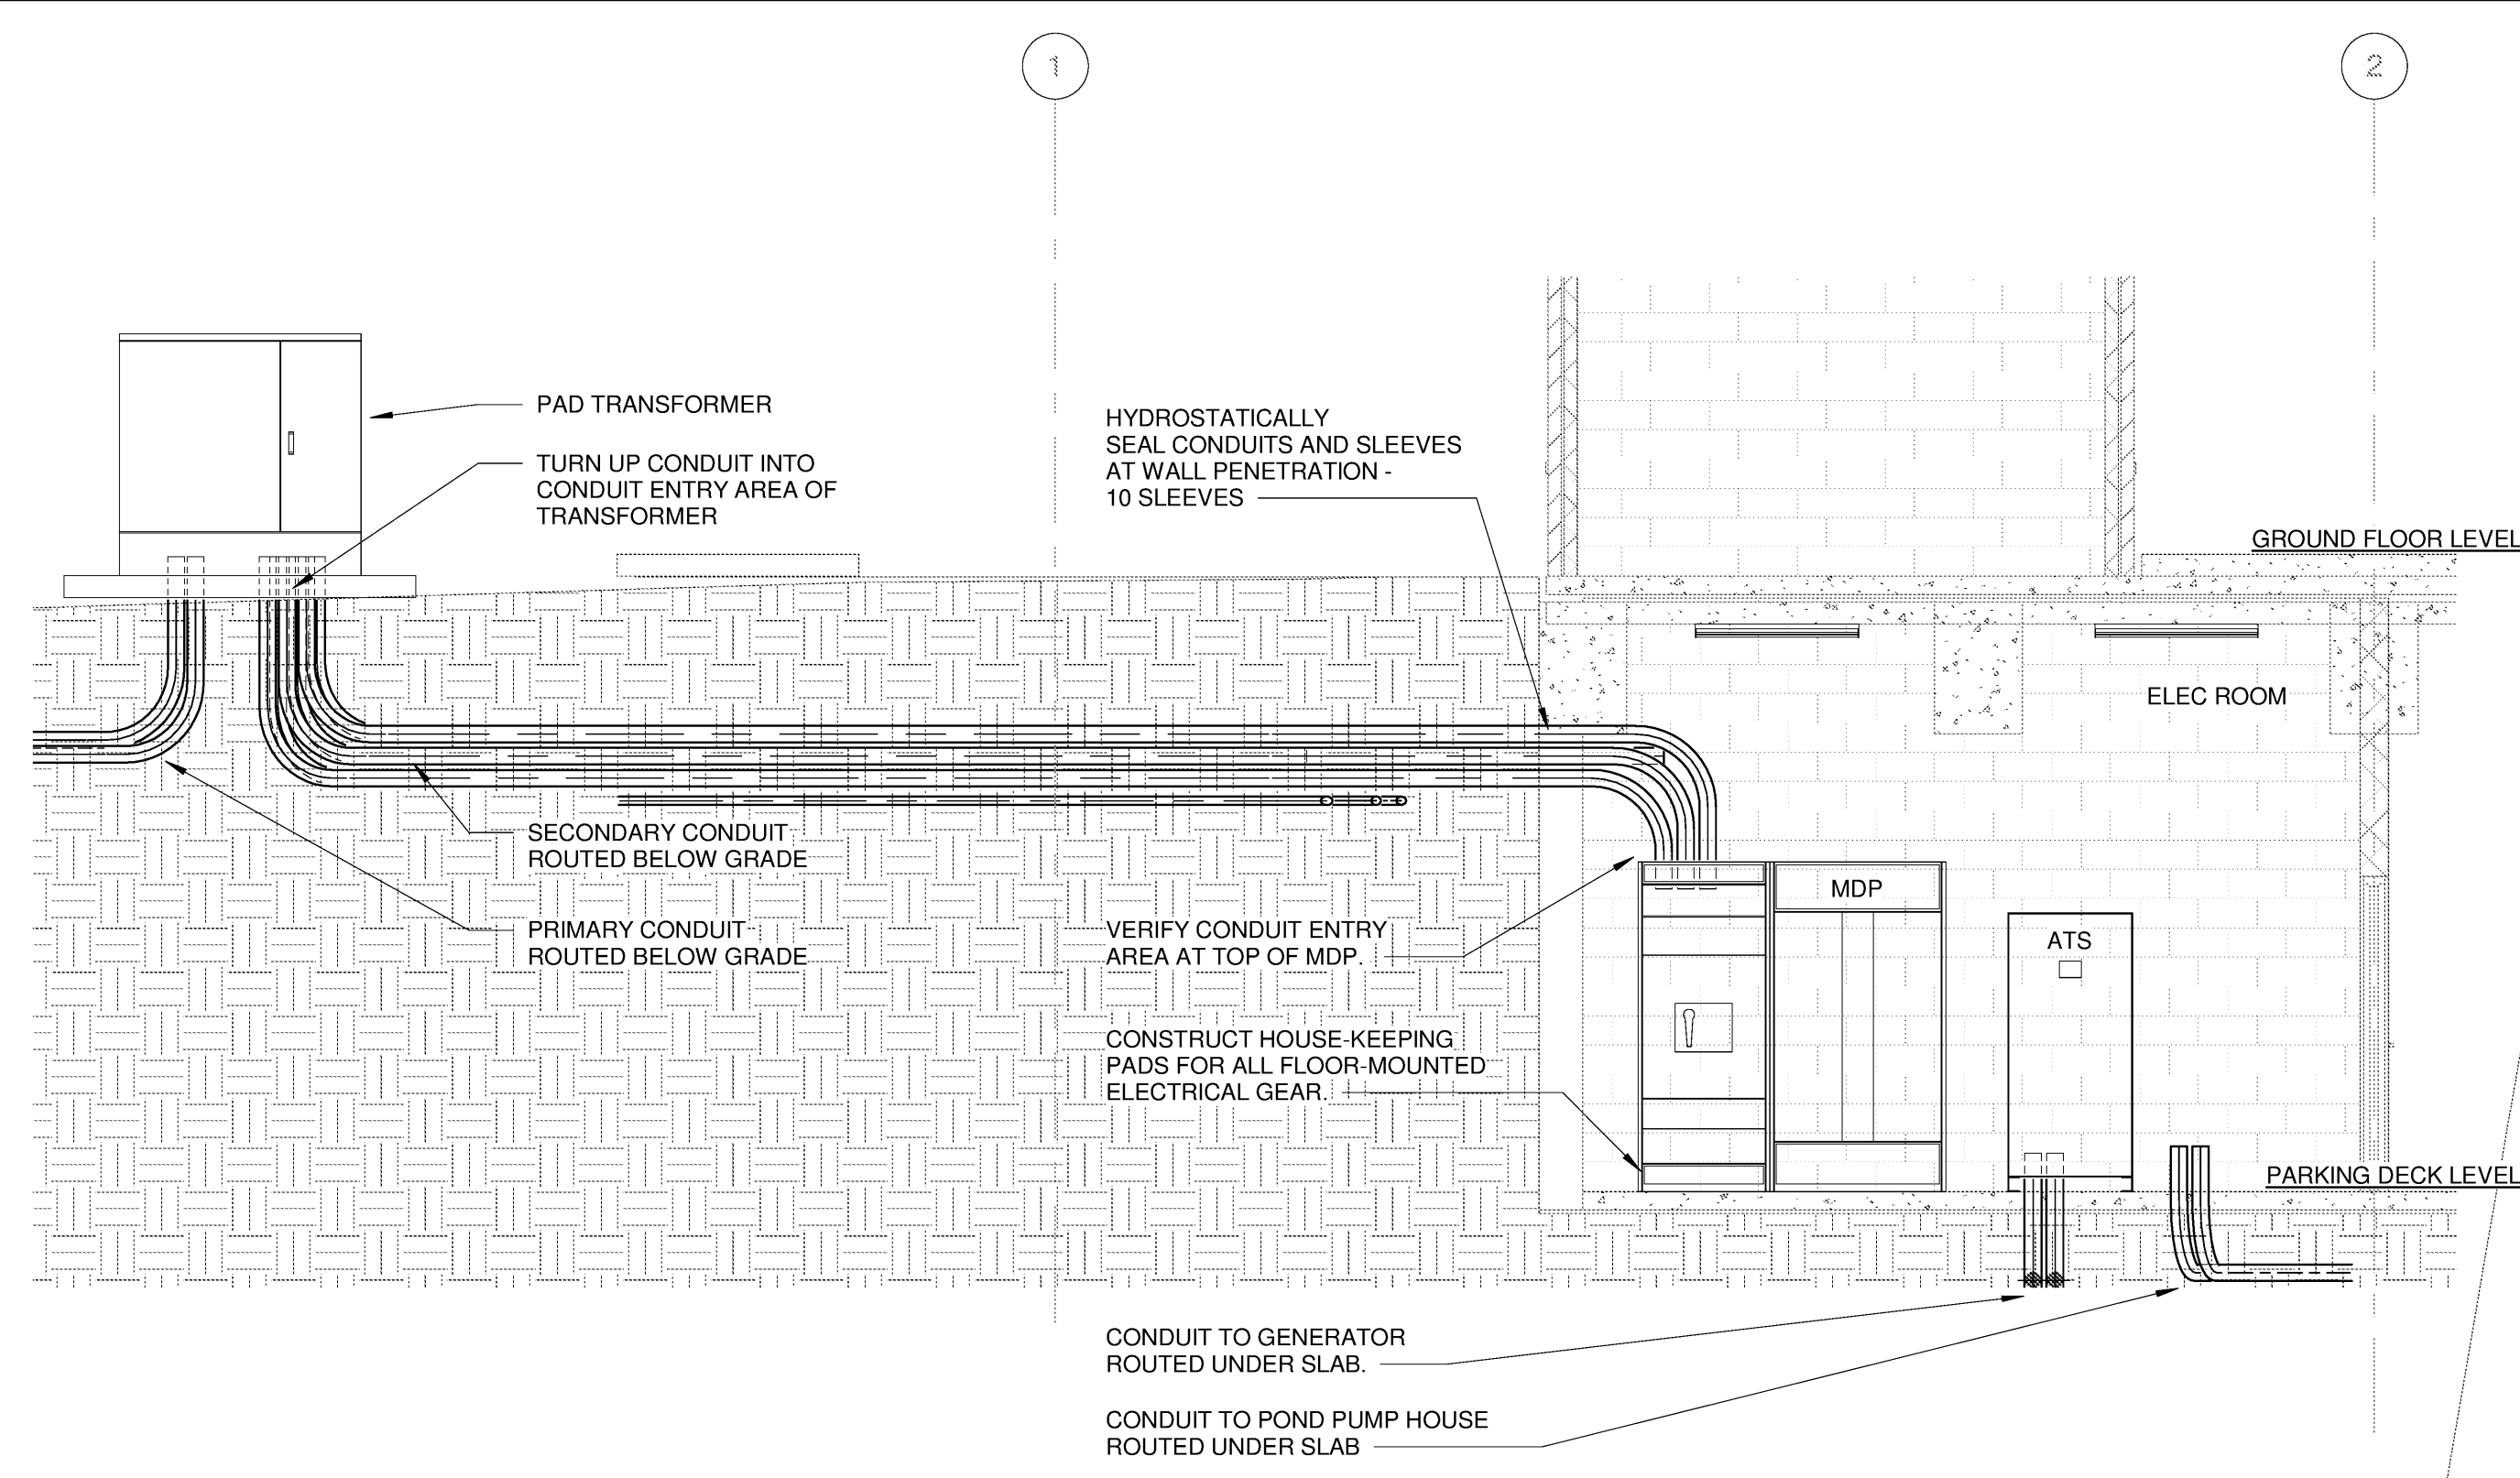 1
2
PAD TRANSFORMER
TURN UP CONDUIT INTO
CONDUIT ENTRY AREA OF
TRANSFORMER
HYDROSTATICALLY
SEAL CONDUITS AND SLEEVES
AT WALL PENETRATION -
10 SLEEVES
GROUND FLOOR LEVEL
ELEC ROOM
SECONDARY CONDUIT
ROUTED BELOW GRADE
PRIMARY CONDUIT
ROUTED BELOW GRADE
VERIFY CONDUIT ENTRY
AREA AT TOP OF MDP.
MDP
ATS
CONSTRUCT HOUSE-KEEPING
PADS FOR ALL FLOOR-MOUNTED
ELECTRICAL GEAR.
PARKING DECK LEVEL
CONDUIT TO GENERATOR
ROUTED UNDER SLAB.
CONDUIT TO POND PUMP HOUSE
ROUTED UNDER SLAB